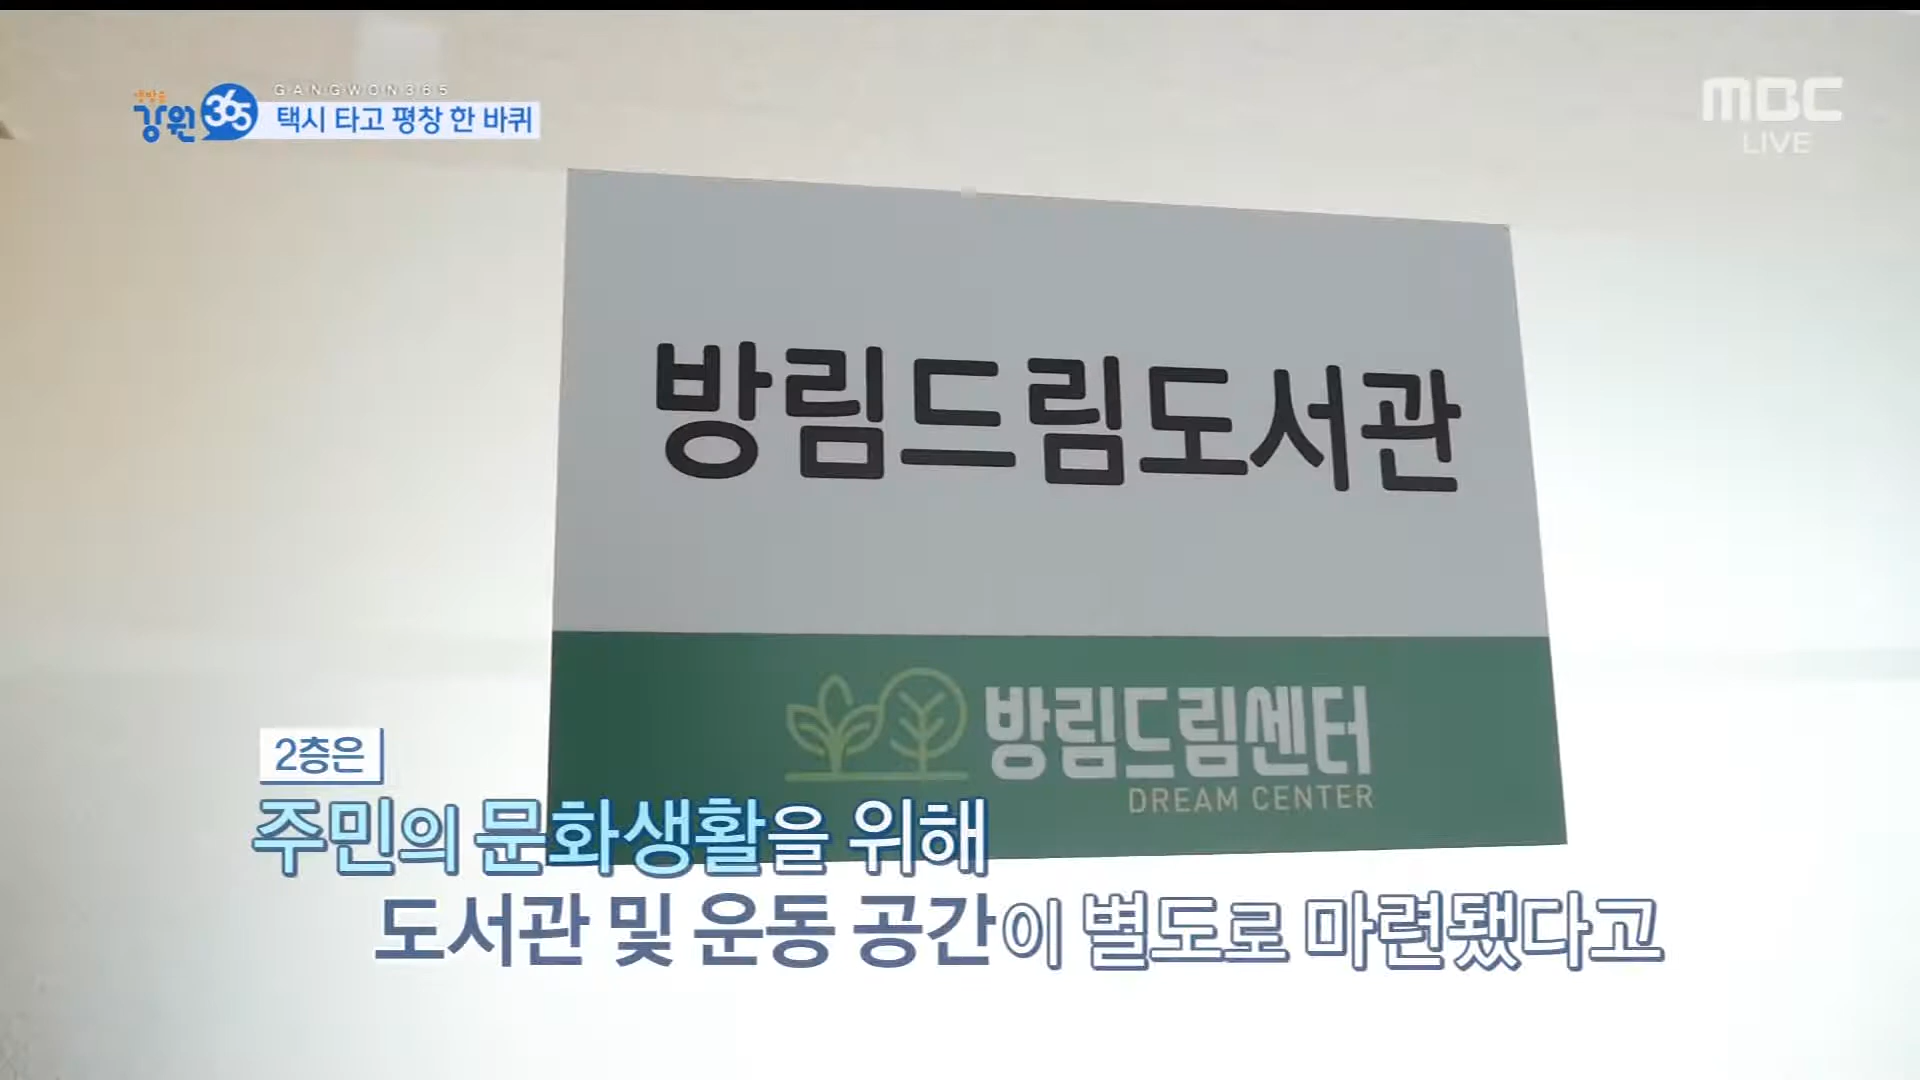 생방송
강원 365
GANGWON365
택시 타고 평창 한 바퀴
MBC
LIVE
방림드림도서관
방림드림센터
DREAM CENTER
2층은
주민의 문화생활을 위해
도서관 및 운동 공간이 별도로 마련됐다고